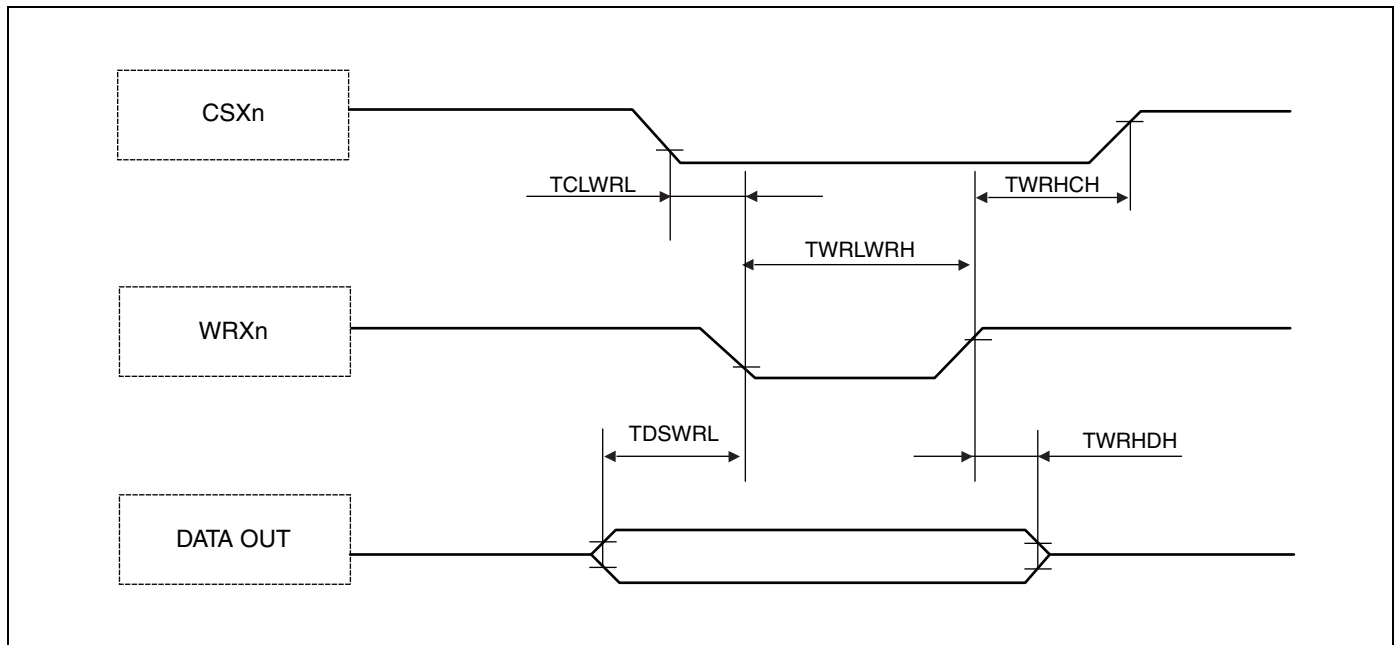 CSXn
TCLWRL
TWRHCH
TWRLWRH
WRXn
TDSWRL
TWRHDH
DATA OUT